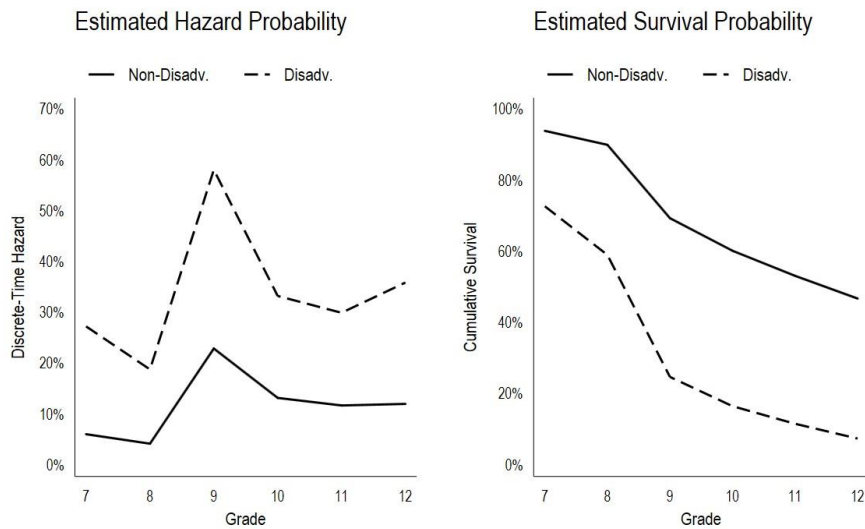 Estimated Hazard Probability
Non-Disadv. Disadv.
70%
60%
50%
40%
30%
20%
10%
0%
Discrete-Time Hazard
7 8 9 10 11 12
Grade
Estimated Survival Probability
Non-Disadv. Disadv.
100%
80%
60%
40%
20%
0%
Cumulative Survival
7 8 9 10 11 12
Grade